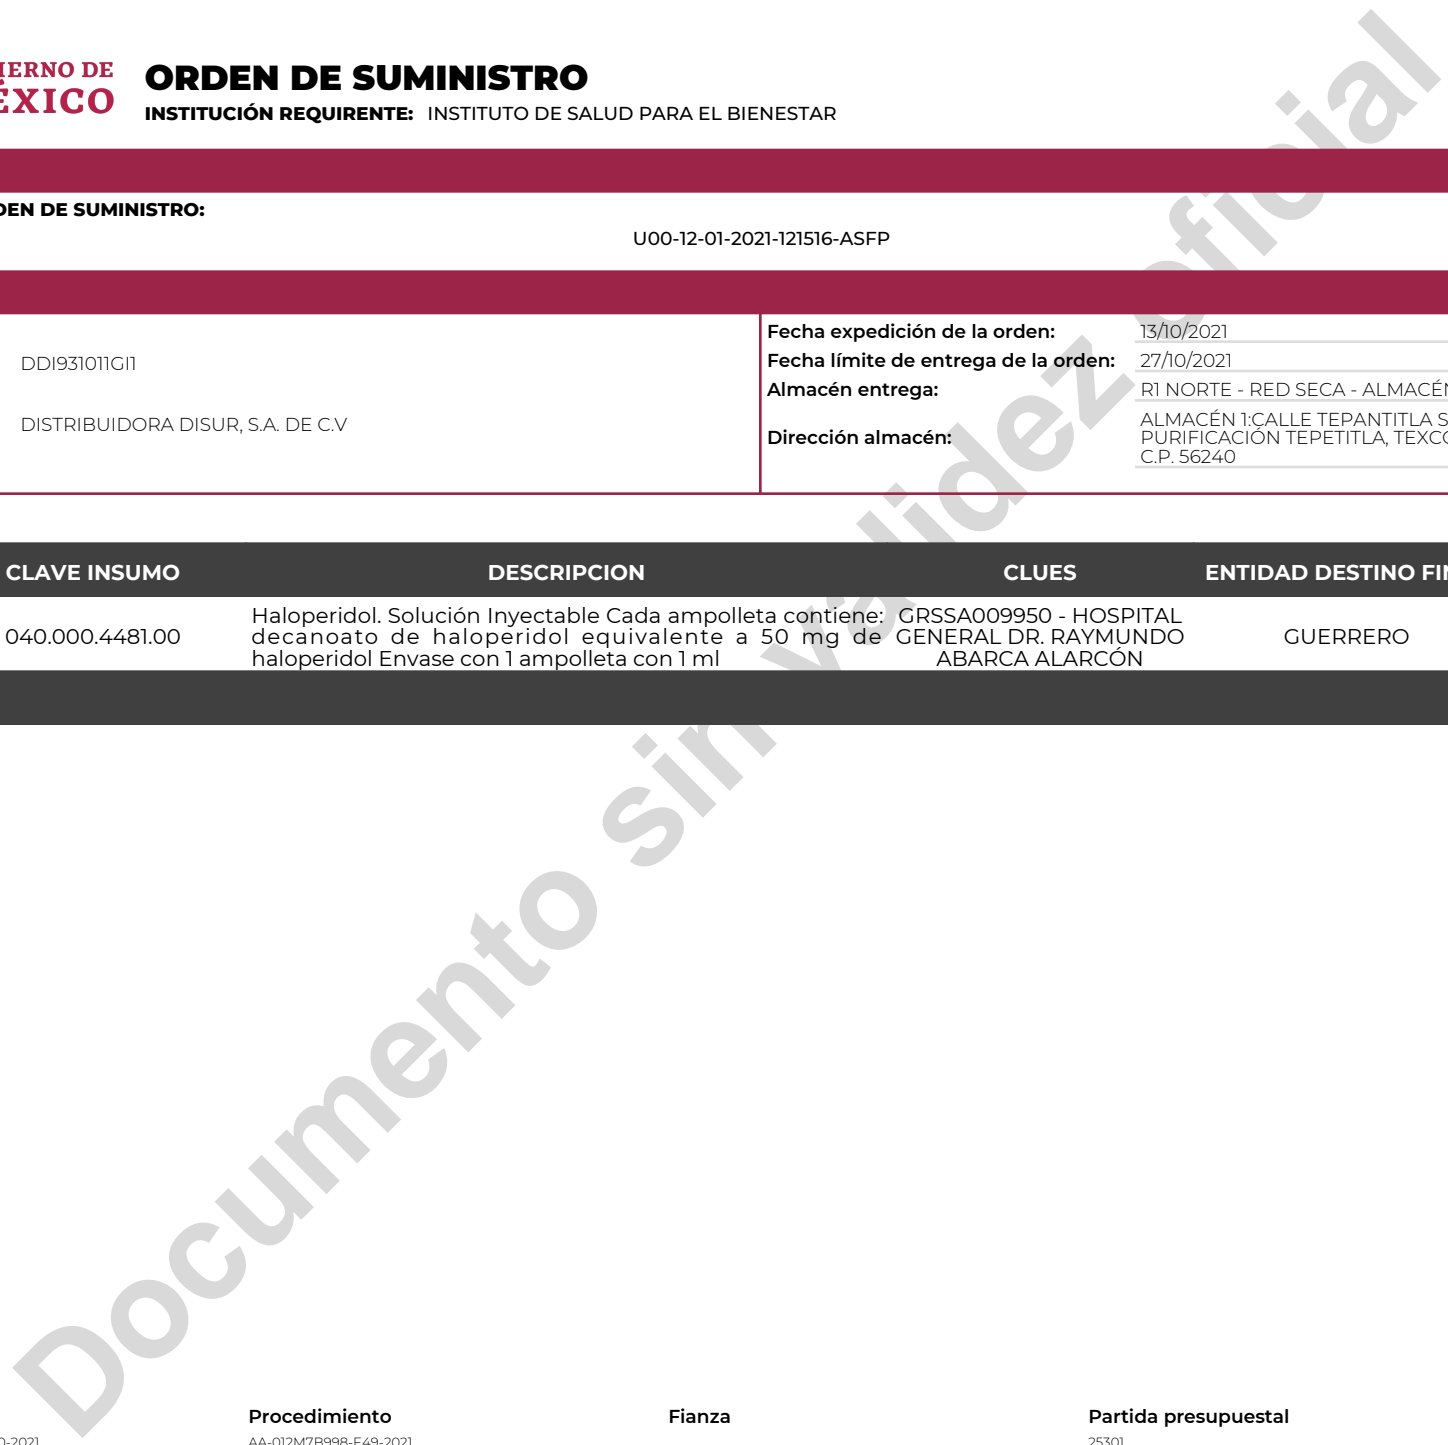 IERNO DE
ÉXICO
ORDEN DE SUMINISTRO
INSTITUCIÓN REQUIRENTE: INSTITUTO DE SALUD PARA EL BIENESTAR
DEN DE SUMINISTRO:
U00-12-01-2021-121516-ASFP
DDI931011GI1
DISTRIBUIDORA DISUR, S.A. DE C.V
Fecha expedición de la orden: 13/10/2021
Fecha límite de entrega de la orden: 27/10/2021
Almacén entrega: R1 NORTE - RED SECA - ALMACÉN
Dirección almacén:
ALMACÉN 1:CALLE TEPANTITLA S
PURIFICACIÓN TEPETITLA, TEXCO
C.P. 56240
CLAVE INSUMO DESCRIPCION CLUES ENTIDAD DESTINO FIN
040.000.4481.00
Haloperidol. Solución Inyectable Cada ampolleta contiene:
decanoato de haloperidol equivalente a 50 mg de
haloperidol Envase con 1 ampolleta con 1 ml
GRSSA009950 - HOSPITAL
GENERAL DR. RAYMUNDO
ABARCA ALARCÓN
GUERRERO
Documento sin validez oficial
Procedimiento Fianza Partida presupuestal
0-2021 AA-012M7B998-E49-2021 25301